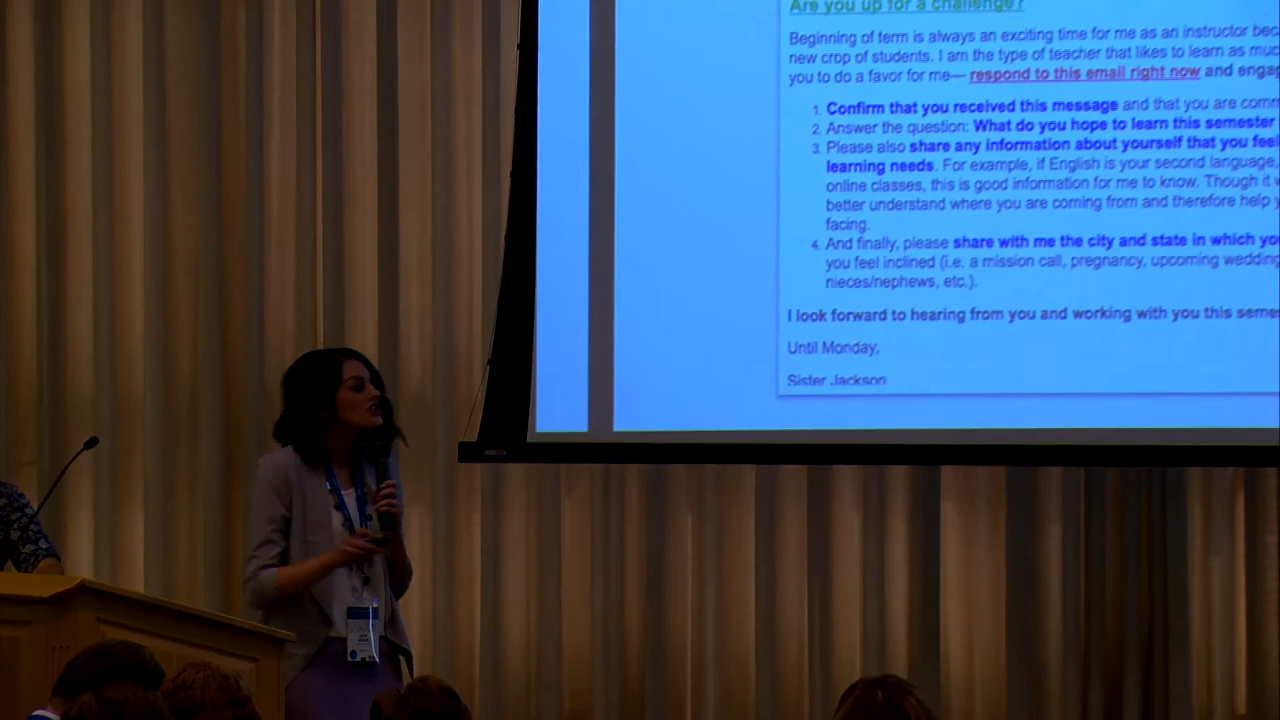 Are you up for a challenge?
Beginning of term is always an exciting time for me as an instructor bec
new crop of students. I am the type of teacher that likes to learn as muc
you to do a favor for me— respond to this email right now and engag
1. Confirm that you received this message and that you are comm
2. Answer the question: What do you hope to learn this semester
3. Please also share any information about yourself that you feel
learning needs. For example, if English is your second language,
online classes, this is good information for me to know. Though it w
better understand where you are coming from and therefore help y
facing.
4. And finally, please share with me the city and state in which yo
you feel inclined (i.e. a mission call, pregnancy, upcoming wedding
nieces/nephews, etc.).
I look forward to hearing from you and working with you this seme
Until Monday,
Sister Jackson